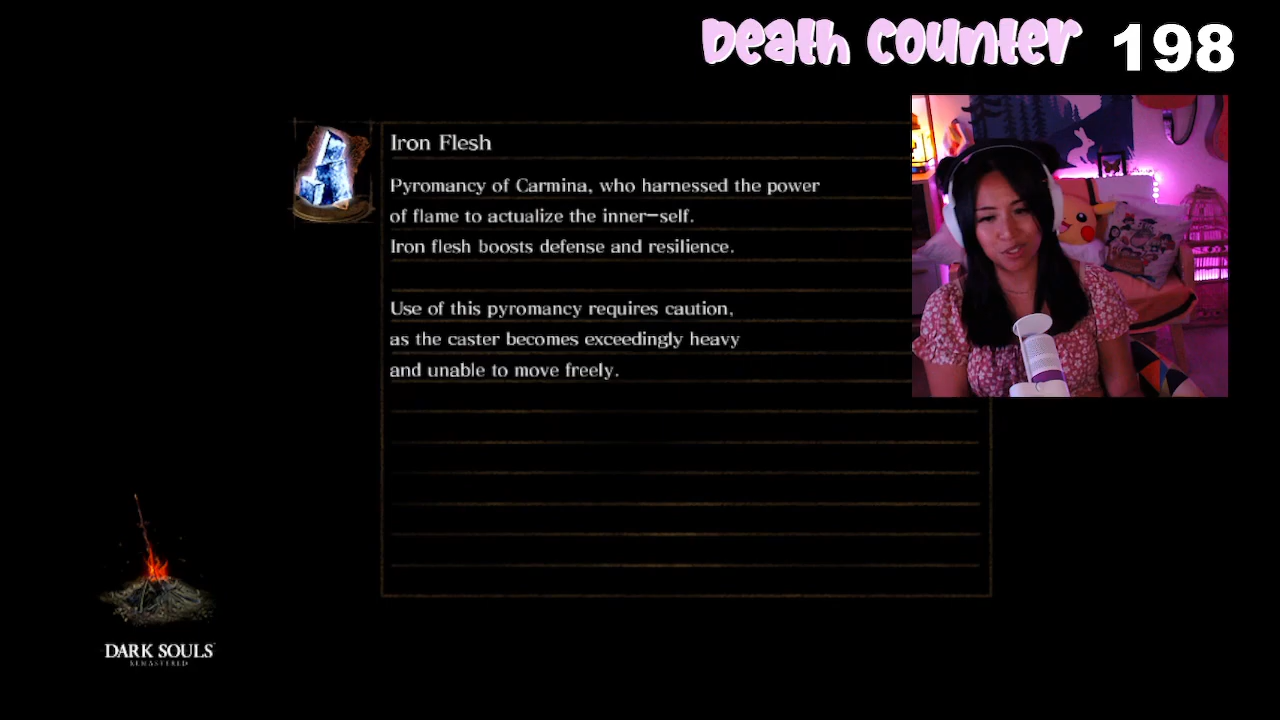 Death Counter 198
Iron Flesh
Pyromancy of Carmina, who harnessed the power
of flame to actualize the inner-self.
Iron flesh boosts defense and resilience.
Use of this pyromancy requires caution,
as the caster becomes exceedingly heavy
and unable to move freely.
DARK SOULS
REMASTERED